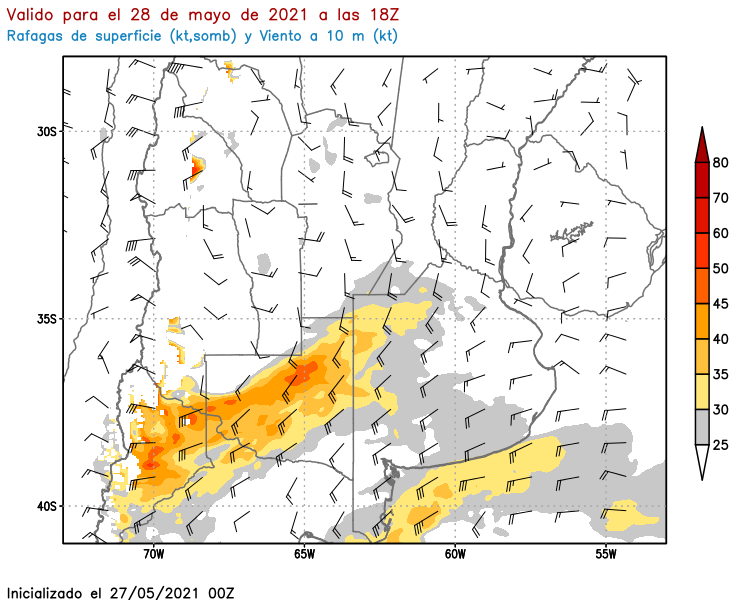 Valido para el 28 de mayo de 2021 a las 18Z
Rafagas de superficie (kt,somb) y Viento a 10 m (kt)
30S
35S
40S
70W 65W 60W 55W
80
70
60
50
45
40
35
30
25
Inicializado el 27/05/2021 00Z